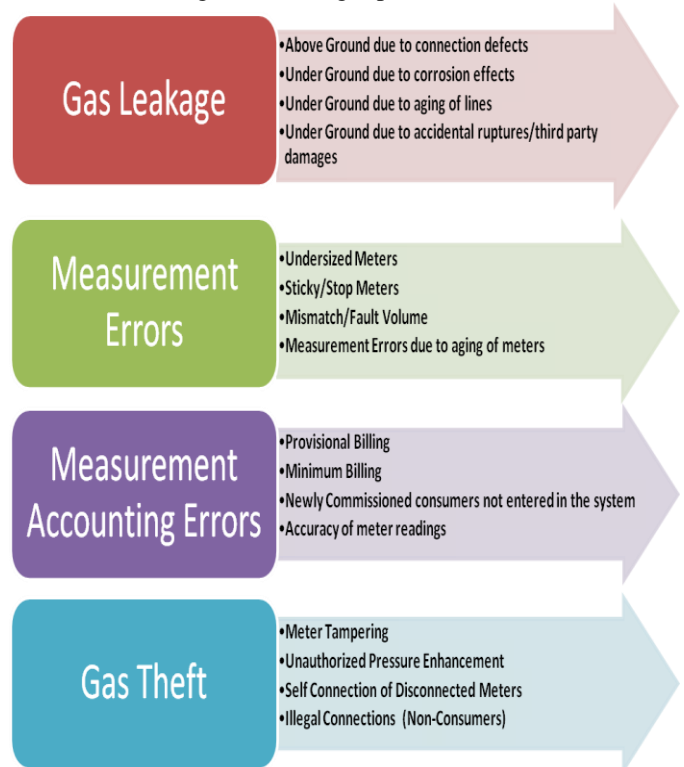 Gas Leakage
•Above Ground due to connection defects
•Under Ground due to corrosion effects
•Under Ground due to aging of lines
•Under Ground due to accidental ruptures/third party
damages
Measurement
Errors
•Undersized Meters
•Sticky/Stop Meters
•Mismatch/Fault Volume
•Measurement Errors due to aging of meters
Measurement
Accounting Errors
•Provisional Billing
•Minimum Billing
•Newly Commissioned consumers not entered in the system
•Accuracy of meter readings
Gas Theft
•Meter Tampering
•Unauthorized Pressure Enhancement
•Self Connection of Disconnected Meters
•Illegal Connections (Non-Consumers)